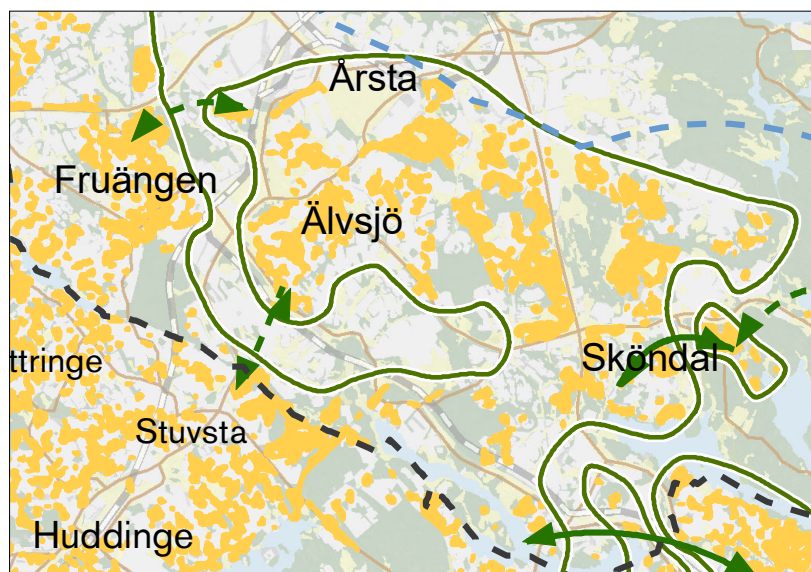 Årsta
Fruängen
Älvsjö
ttringe
Sköndal
Stuvsta
Huddinge